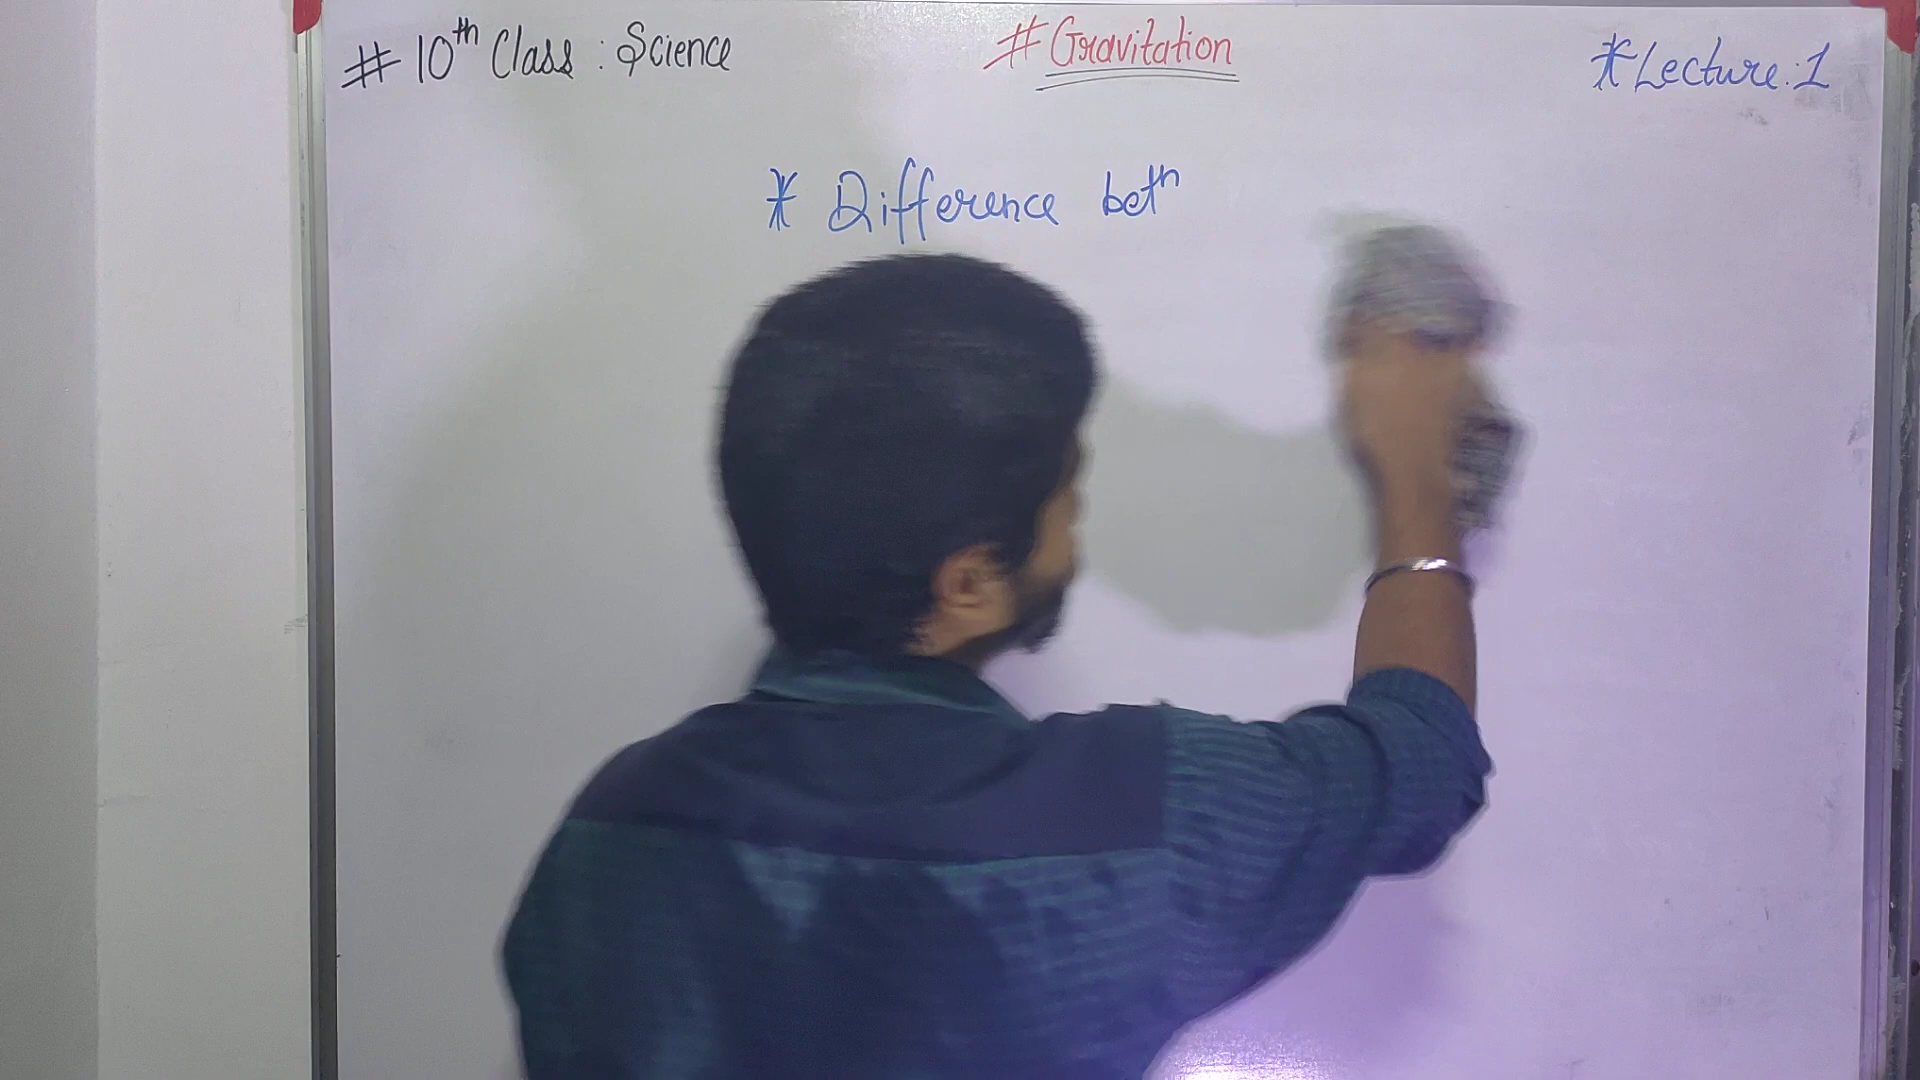 # 10th Class : Science
# Gravitation
* Lecture : 1
* Difference betn